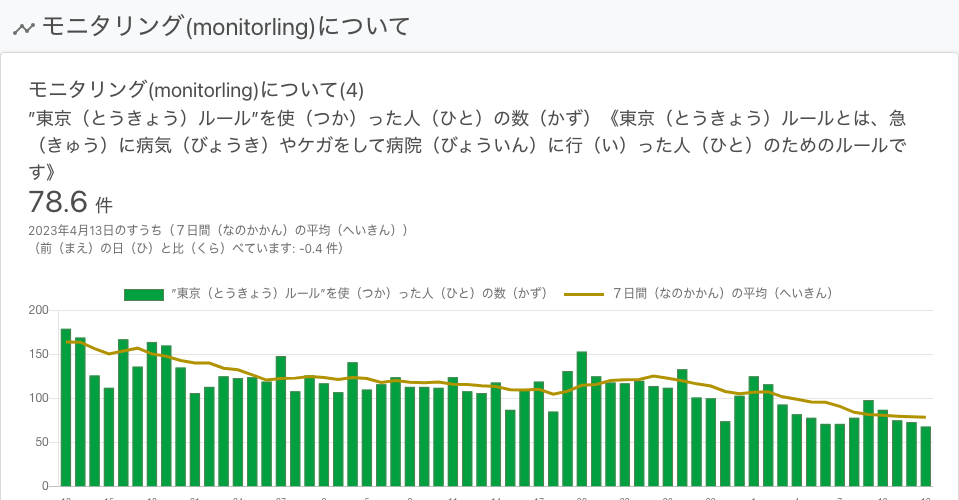 モニタリング(monitorling)について
モニタリング(monitorling)について(4)
”東京（とうきょう）ルール”を使（つか）った人（ひと）の数（かず）《東京（とうきょう）ルールとは、急
（きゅう）に病気（びょうき）やケガをして病院（びょういん）に行（い）った人（ひと）のためのルールで
す》
78.6 件
2023年4月13日のすうち（７日間（なのかかん）の平均（へいきん））
（前（まえ）の日（ひ）と比（くら）べています: -0.4 件）
”東京（とうきょう）ルール”を使（つか）った人（ひと）の数（かず） ７日間（なのかかん）の平均（へいきん）
200
150
100
50
0